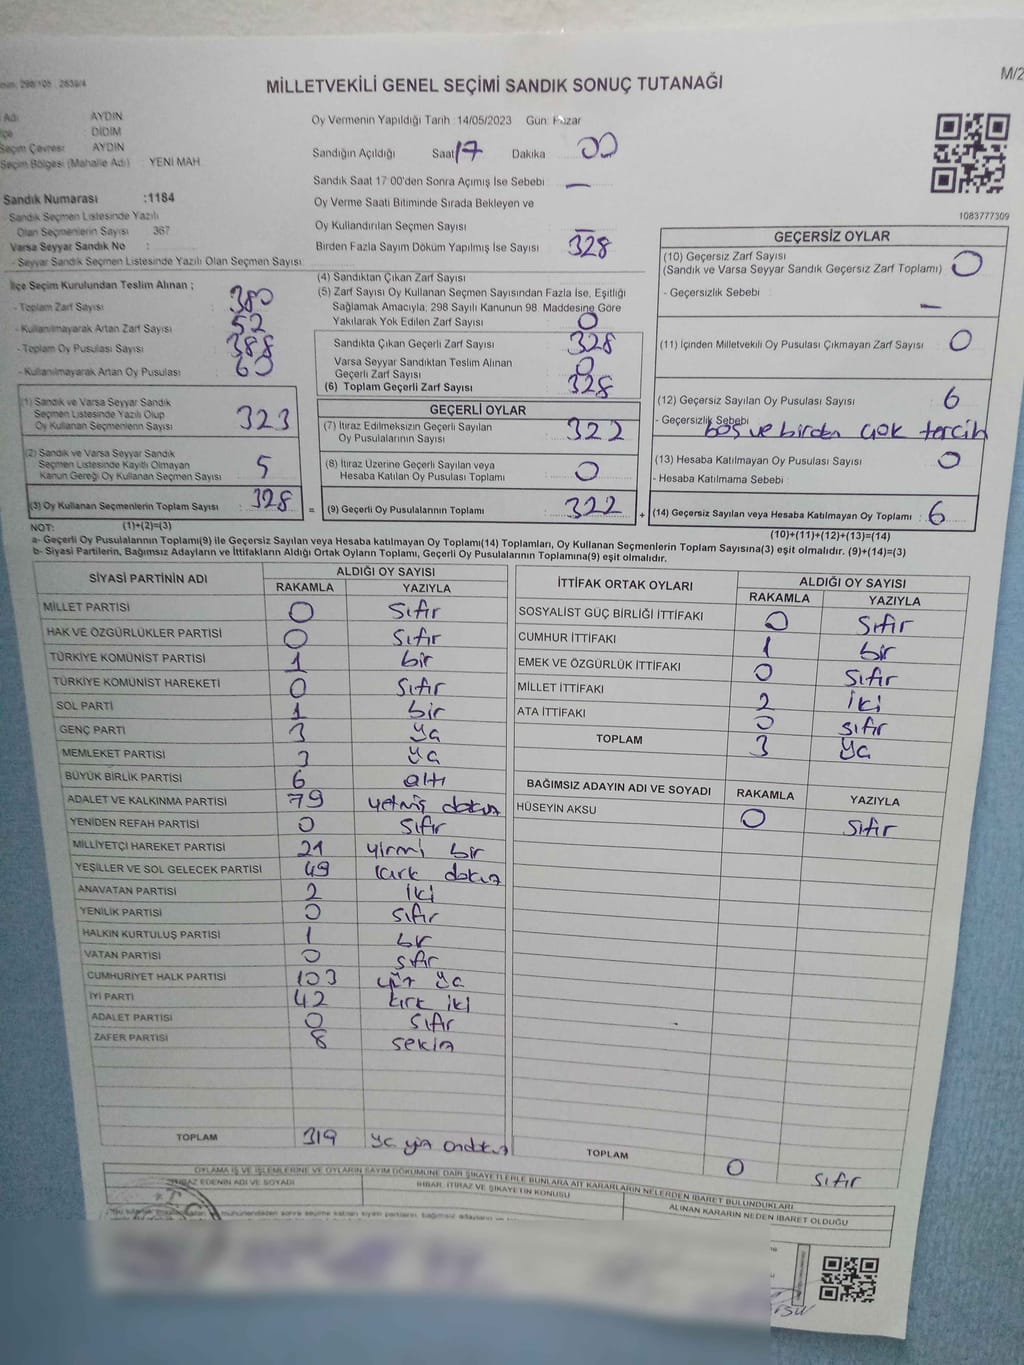 MİLLETVEKİLİ GENEL SEÇİMİ SANDIK SONUÇ TUTANAĞI
M/2
Adı AYDIN
DİDİM
Seçim Çevresi AYDIN
Seçim Bölgesi (Mahalle Adı) : YENİ MAH
Sandık Numarası :1184
- Sandık Seçmen Listesinde Yazılı
Olan Seçmenlerin Sayısı : 367
Varsa Seyyar Sandık No :
- Seyyar Sandık Seçmen Listesinde Yazılı Olan Seçmen Sayısı:
Oy Vermenin Yapıldığı Tarih :14/05/2023 Gün: Pazar
Sandığın Açıldığı Saat 17 Dakika 00
Sandık Saat 17:00'den Sonra Açımış İse Sebebi : —
Oy Verme Saati Bitiminde Sırada Bekleyen ve
Oy Kullandırılan Seçmen Sayısı : —
Birden Fazla Sayım Döküm Yapılmış İse Sayısı : 328
1083777309
İlçe Seçim Kurulundan Teslim Alınan ;
- Toplam Zarf Sayısı : 380
- Kullanılmayarak Artan Zarf Sayısı : 52
- Toplam Oy Pusulası Sayısı : 388
- Kullanılmayarak Artan Oy Pusulası : 60
(1) Sandık ve Varsa Seyyar Sandık
Seçmen Listesinde Yazılı Olup
Oy Kullanan Seçmenlerin Sayısı : 323
(2) Sandık ve Varsa Seyyar Sandık
Seçmen Listesinde Kayıtlı Olmayan
Kanun Gereği Oy Kullanan Seçmen Sayısı : 5
(3) Oy Kullanan Seçmenlerin Toplam Sayısı : 328
(4) Sandıktan Çıkan Zarf Sayısı :
(5) Zarf Sayısı Oy Kullanan Seçmen Sayısından Fazla İse, Eşitliği
Sağlamak Amacıyla, 298 Sayılı Kanunun 98. Maddesine Göre
Yakılarak Yok Edilen Zarf Sayısı : 0
Sandıkta Çıkan Geçerli Zarf Sayısı : 328
Varsa Seyyar Sandıktan Teslim Alınan
Geçerli Zarf Sayısı : 0
(6) Toplam Geçerli Zarf Sayısı : 328
GEÇERLİ OYLAR
(7) İtiraz Edilmeksizin Geçerli Sayılan
Oy Pusulalarının Sayısı : 322
(8) İtiraz Üzerine Geçerli Sayılan veya
Hesaba Katılan Oy Pusulası Toplamı : 0
= (9) Geçerli Oy Pusulalarının Toplamı : 322
GEÇERSİZ OYLAR
(10) Geçersiz Zarf Sayısı
(Sandık ve Varsa Seyyar Sandık Geçersiz Zarf Toplamı) : 0
- Geçersizlik Sebebi : —
(11) İçinden Milletvekili Oy Pusulası Çıkmayan Zarf Sayısı : 0
(12) Geçersiz Sayılan Oy Pusulası Sayısı : 6
- Geçersizlik Sebebi : boş ve birden çok tercih
(13) Hesaba Katılmayan Oy Pusulası Sayısı : 0
- Hesaba Katılmama Sebebi :
+ (14) Geçersiz Sayılan veya Hesaba Katılmayan Oy Toplamı : 6
NOT: (1)+(2)=(3) (10)+(11)+(12)+(13)=(14)
a- Geçerli Oy Pusulalarının Toplamı(9) ile Geçersiz Sayılan veya Hesaba katılmayan Oy Toplamı(14) Toplamları, Oy Kullanan Seçmenlerin Toplam Sayısına(3) eşit olmalıdır. (9)+(14)=(3)
b- Siyasi Partilerin, Bağımsız Adayların ve İttifakların Aldığı Ortak Oyların Toplamı, Geçerli Oy Pusulalarının Toplamına(9) eşit olmalıdır.
SİYASİ PARTİNİN ADI ALDIĞI OY SAYISI
RAKAMLA YAZIYLA
MİLLET PARTİSİ 0 sıfır
HAK VE ÖZGÜRLÜKLER PARTİSİ 0 sıfır
TÜRKİYE KOMÜNİST PARTİSİ 1 bir
TÜRKİYE KOMÜNİST HAREKETİ 0 sıfır
SOL PARTİ 1 bir
GENÇ PARTİ 3 üç
MEMLEKET PARTİSİ 3 üç
BÜYÜK BİRLİK PARTİSİ 6 altı
ADALET VE KALKINMA PARTİSİ 79 yetmiş dokuz
YENİDEN REFAH PARTİSİ 0 sıfır
MİLLİYETÇİ HAREKET PARTİSİ 21 yirmi bir
YEŞİLLER VE SOL GELECEK PARTİSİ 49 kırk dokuz
ANAVATAN PARTİSİ 2 iki
YENİLİK PARTİSİ 0 sıfır
HALKIN KURTULUŞ PARTİSİ 1 bir
VATAN PARTİSİ 0 sıfır
CUMHURİYET HALK PARTİSİ 103 yüz üç
İYİ PARTİ 42 kırk iki
ADALET PARTİSİ 0 sıfır
ZAFER PARTİSİ 8 sekiz
TOPLAM 319 üç yüz ondokuz
İTTİFAK ORTAK OYLARI ALDIĞI OY SAYISI
RAKAMLA YAZIYLA
SOSYALİST GÜÇ BİRLİĞİ İTTİFAKI 0 sıfır
CUMHUR İTTİFAKI 1 bir
EMEK VE ÖZGÜRLÜK İTTİFAKI 0 sıfır
MİLLET İTTİFAKI 2 iki
ATA İTTİFAKI 0 sıfır
TOPLAM 3 üç
BAĞIMSIZ ADAYIN ADI VE SOYADI RAKAMLA YAZIYLA
HÜSEYİN AKSU 0 sıfır
TOPLAM 0 sıfır
OYLAMA İŞ VE İŞLEMLERİNE VE OYLARIN SAYIM DÖKÜMÜNE DAİR ŞİKAYETLERLE BUNLARA AİT KARARLARIN NELERDEN İBARET BULUNDUKLARI
İTİRAZ EDENİN ADI VE SOYADI
İHBAR, İTİRAZ VE ŞİKAYETİN KONUSU
ALINAN KARARIN NEDEN İBARET OLDUĞU
T.C.